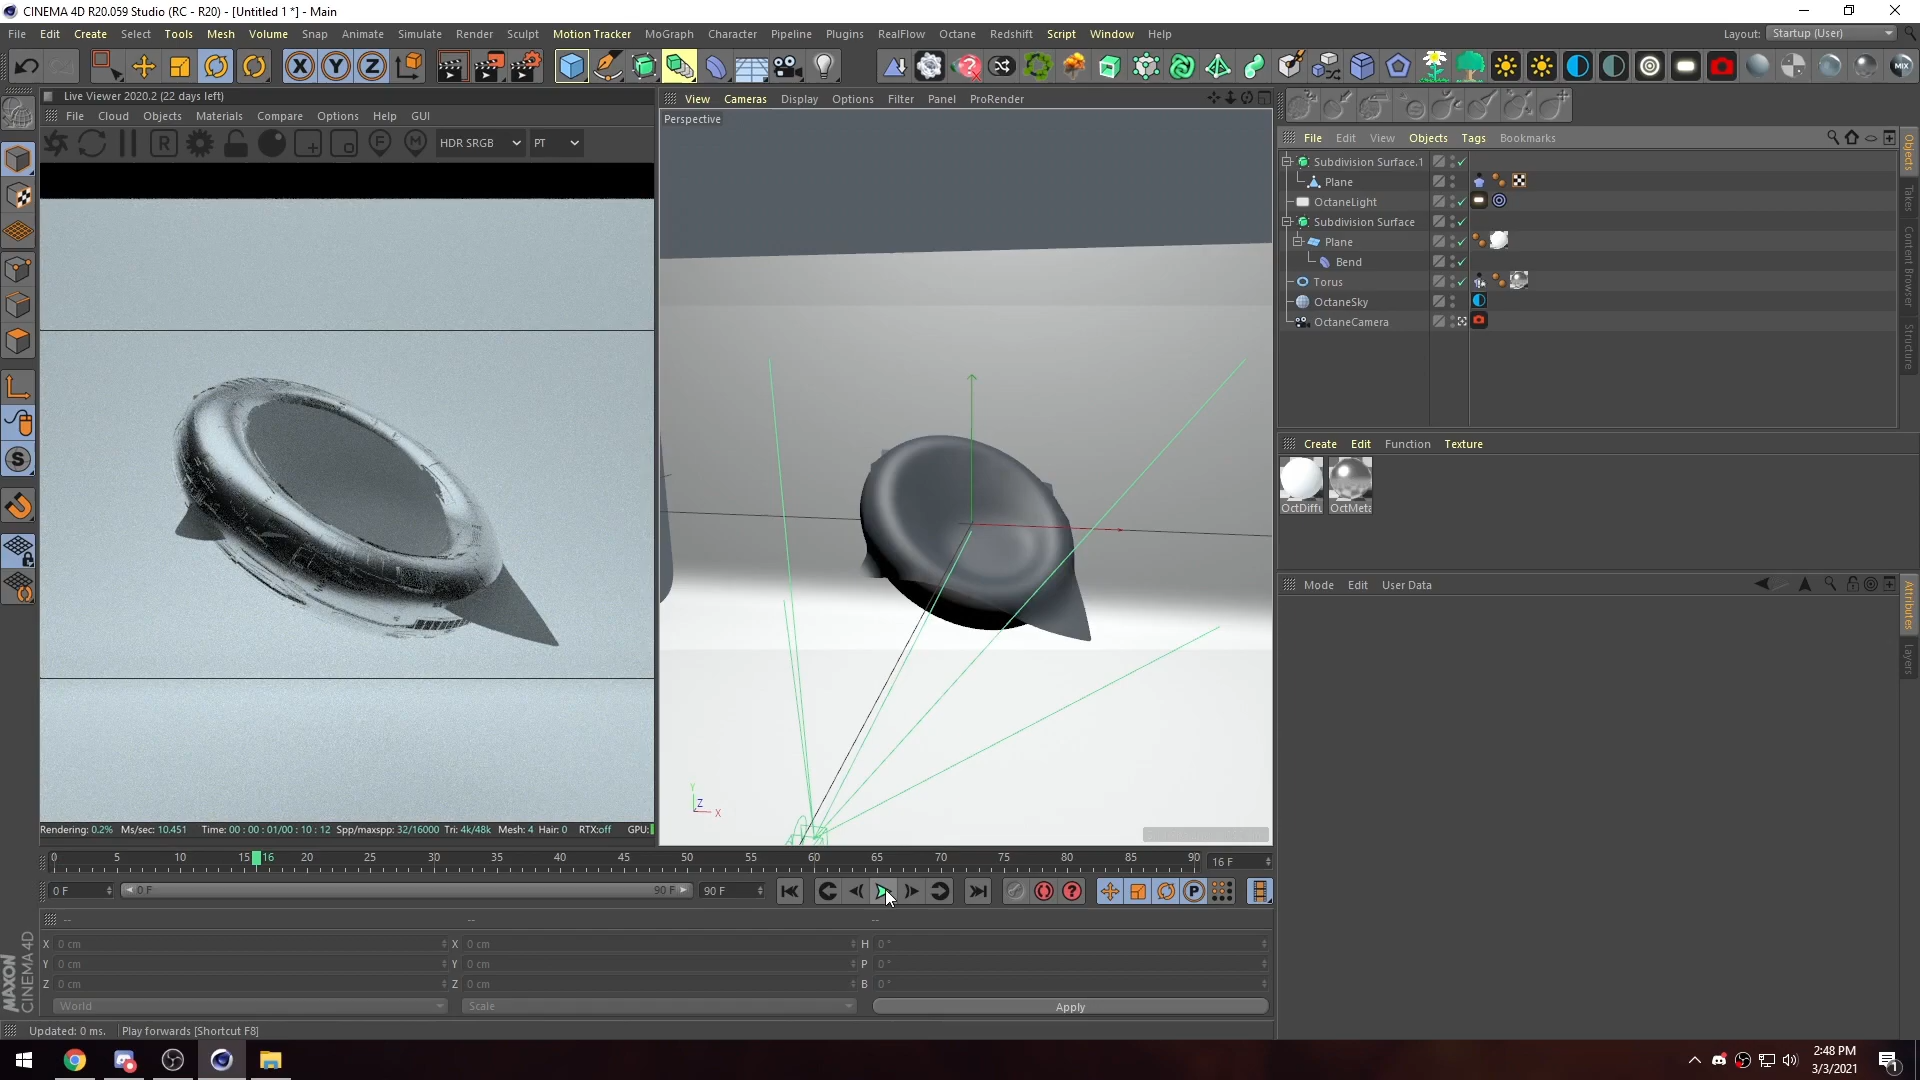 CINEMA 4D R20.059 Studio (RC - R20) - [Untitled 1 *] - Main
File Edit Create Select Tools Mesh Volume Snap Animate Simulate Render Sculpt Motion Tracker MoGraph Character Pipeline Plugins RealFlow Octane Redshift Script Window Help Layout: Startup (User)
X Y Z MIX
Live Viewer 2020.2 (22 days left)
View Cameras Display Options Filter Panel ProRender
File Cloud Objects Materials Compare Options Help GUI
Perspective
R F M HDR SRGB PT
File Edit View Objects Tags Bookmarks
Subdivision Surface.1
Plane
OctaneLight
Subdivision Surface
Plane
Bend
Torus
OctaneSky
OctaneCamera
Objects
Takes
Content Browser
Structure
Create Edit Function Texture
OctDiffu OctMeta
Mode Edit User Data
Attributes
Layers
S
Y
Z
X
Rendering: 0.2% Ms/sec: 10.451 Time: 00 : 00 : 01/00 : 10 : 12 Spp/maxspp: 32/16000 Tri: 4k/48k Mesh: 4 Hair: 0 RTX:off GPU:
0 5 10 15 16 20 25 30 35 40 45 50 55 60 65 70 75 80 85 90 16 F
0 F 0 F 90 F 90 F P
-- -- --
X 0 cm X 0 cm H 0 °
Y 0 cm Y 0 cm P 0 °
Z 0 cm Z 0 cm B 0 °
World Scale Apply
MAXON
CINEMA 4D
Updated: 0 ms. Play forwards [Shortcut F8]
2:48 PM
3/3/2021
1